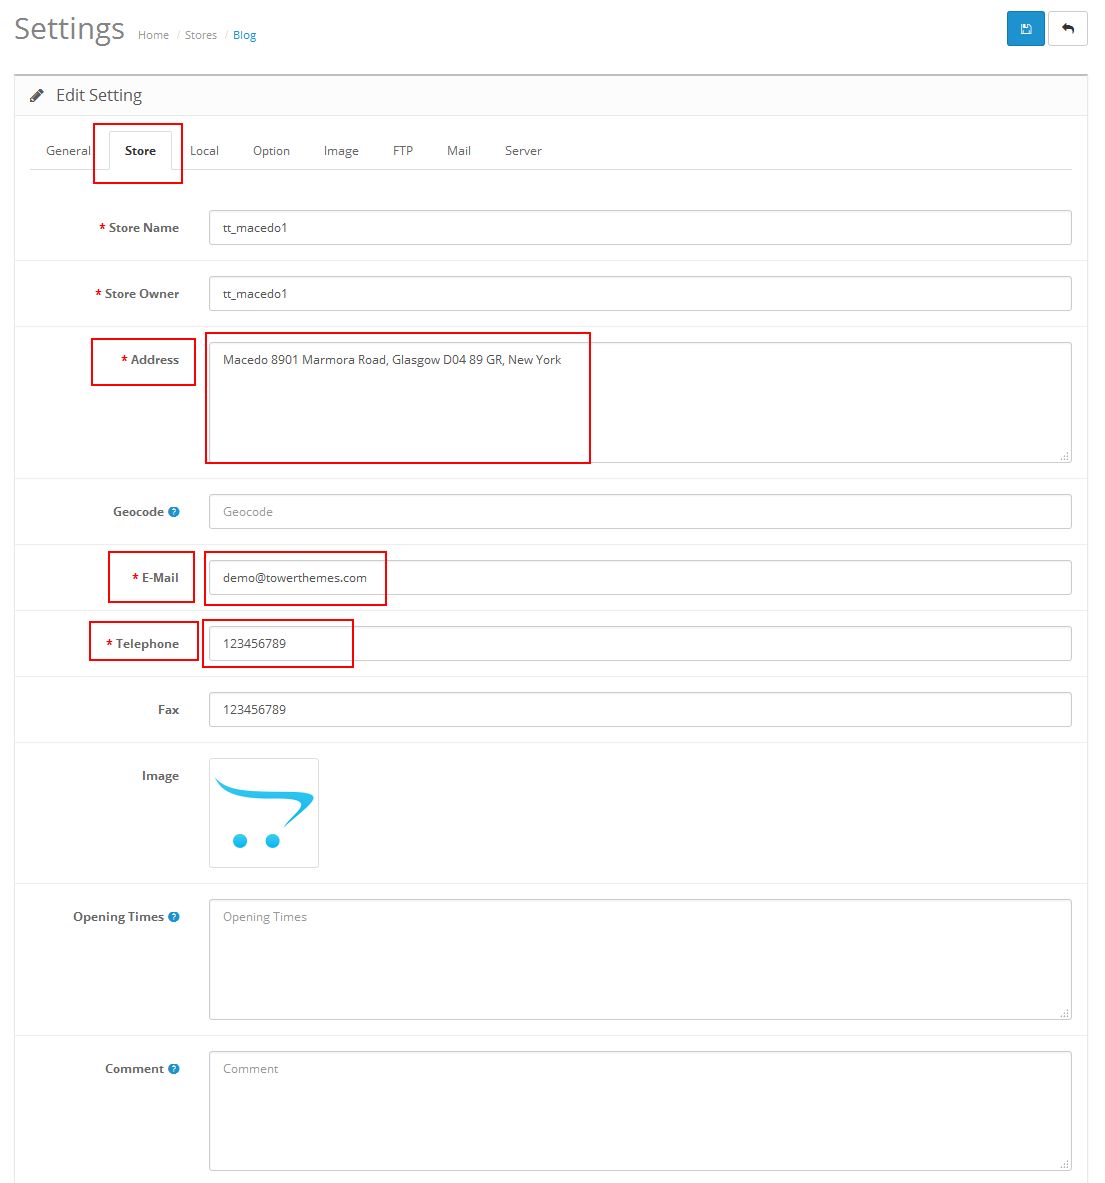 Settings Home / Stores / Blog
Edit Setting
General Store Local Option Image FTP Mail Server
* Store Name tt_macedo1
* Store Owner tt_macedo1
* Address Macedo 8901 Marmora Road, Glasgow D04 89 GR, New York
Geocode ? Geocode
* E-Mail demo@towerthemes.com
* Telephone 123456789
Fax 123456789
Image
Opening Times ? Opening Times
Comment ? Comment